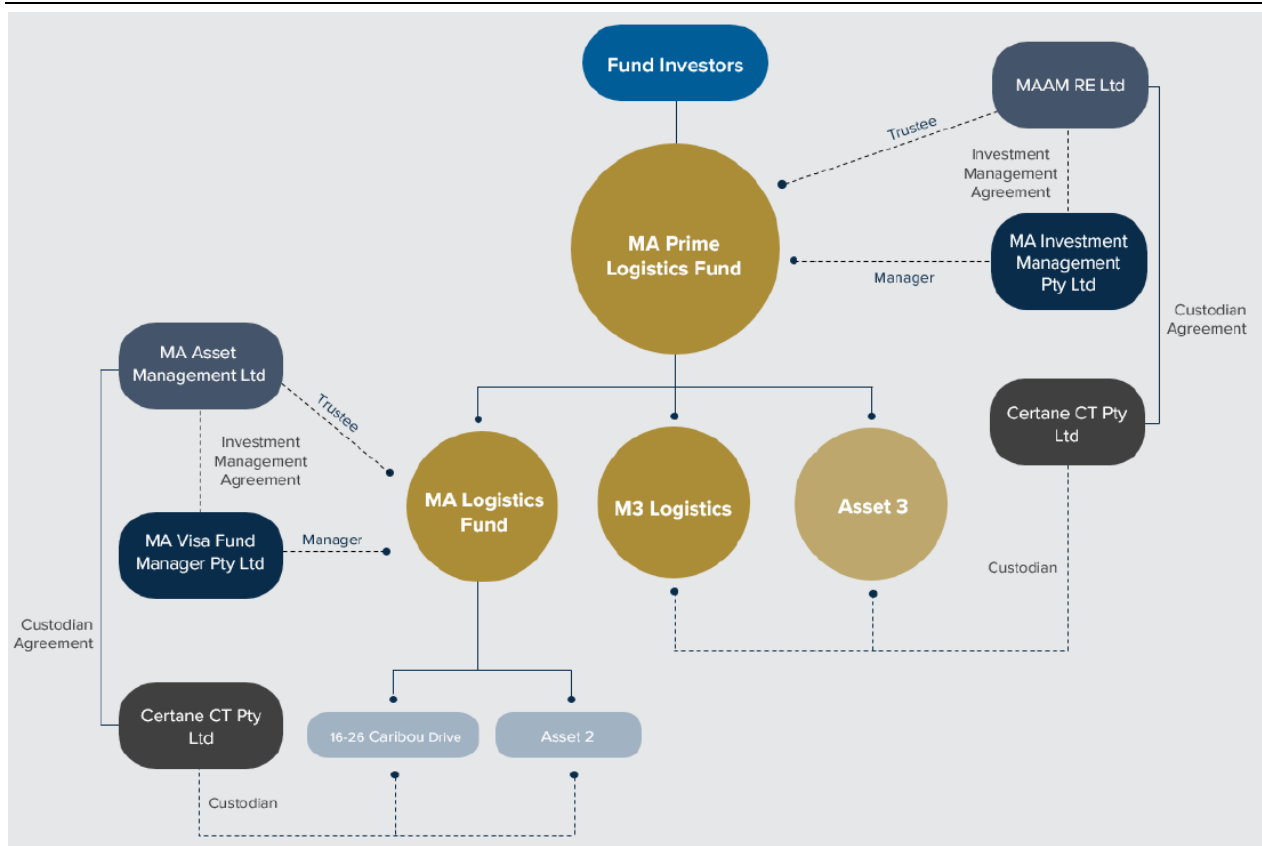 Fund Investors
MAAM RE Ltd
Trustee
Investment
Management
Agreement
MA Prime
Logistics Fund
MA Investment
Management
Pty Ltd
Manager
Custodian
Agreement
MA Asset
Management Ltd
Trustee
Certane CT Pty
Ltd
Investment
Management
Agreement
MA Logistics
Fund
M3 Logistics
Asset 3
MA Visa Fund
Manager Pty Ltd
Manager
Custodian
Custodian
Agreement
Certane CT Pty
Ltd
16-26 Caribou Drive
Asset 2
Custodian